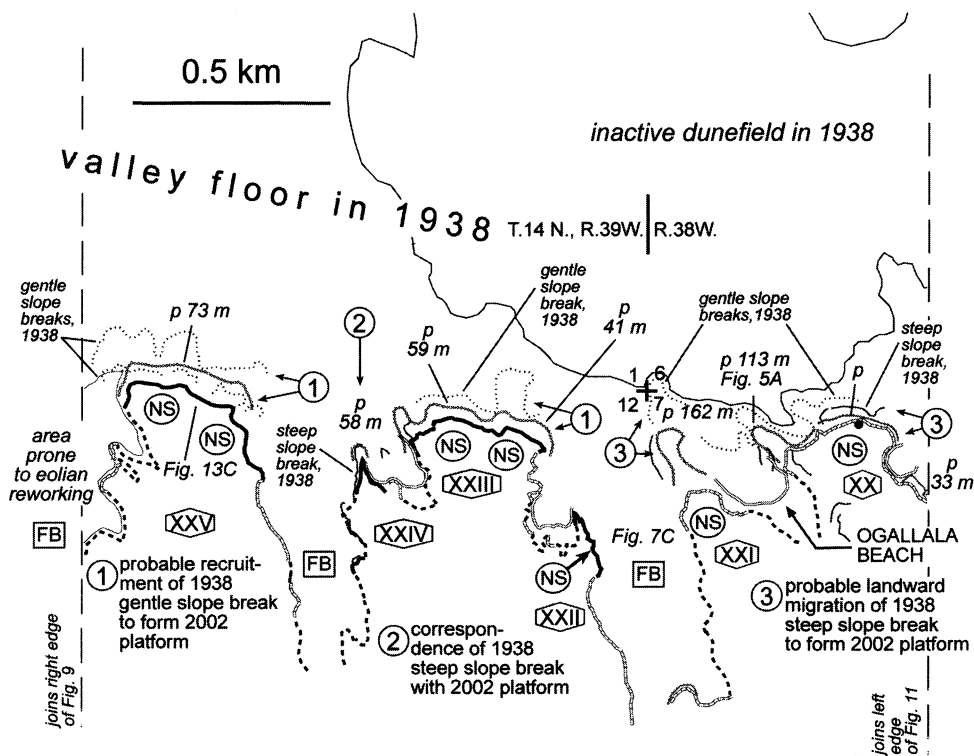 0.5 km
inactive dunefield in 1938
valley floor in 1938
T.14 N., R.39W. R.38W.
gentle
slope
breaks,
1938
p 73 m
1
2
p
59 m
gentle
slope
break,
1938
p
41 m
gentle slope
breaks, 1938
steep
slope
break,
1938
1 6
12 7
p 162 m
p 113 m
Fig. 5A
p
3
p
58 m
steep
slope
break,
1938
1
3
NS
NS
NS
NS
NS
p
33 m
area
prone
to eolian
reworking
Fig. 13C
XXIII
XX
FB
XXV
XXIV
Fig. 7C
NS
XXI
OGALLALA
BEACH
FB
NS
FB
XXII
1 probable recruit-
ment of 1938
gentle slope break
to form 2002
platform
2 correspon-
dence of 1938
steep slope break
with 2002 platform
3 probable landward
migration of 1938
steep slope break
to form 2002 platform
joins right edge
of Fig. 9
joins left
edge
of Fig. 11